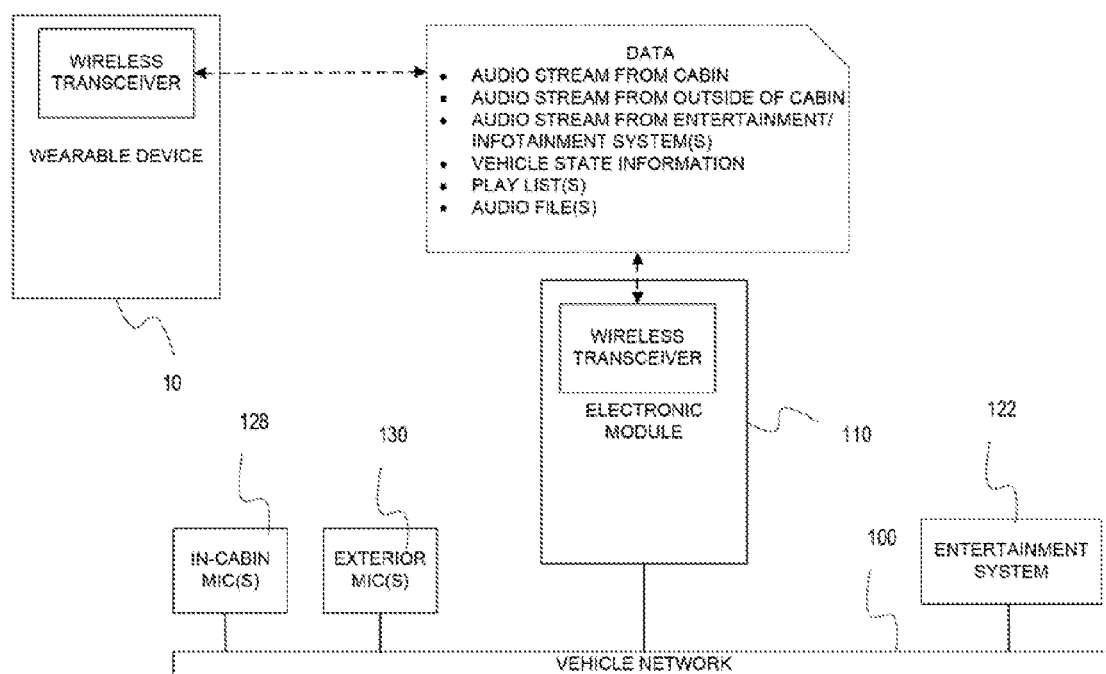 WIRELESS
TRANSCEIVER
WEARABLE DEVICE
DATA
• AUDIO STREAM FROM CABIN
• AUDIO STREAM FROM OUTSIDE OF CABIN
• AUDIO STREAM FROM ENTERTAINMENT/
INFOTAINMENT SYSTEM(S)
• VEHICLE STATE INFORMATION
• PLAY LIST(S)
• AUDIO FILE(S)
10
WIRELESS
TRANSCEIVER
ELECTRONIC
MODULE
110
128
130
122
100
IN-CABIN
MIC(S)
EXTERIOR
MIC(S)
ENTERTAINMENT
SYSTEM
VEHICLE NETWORK